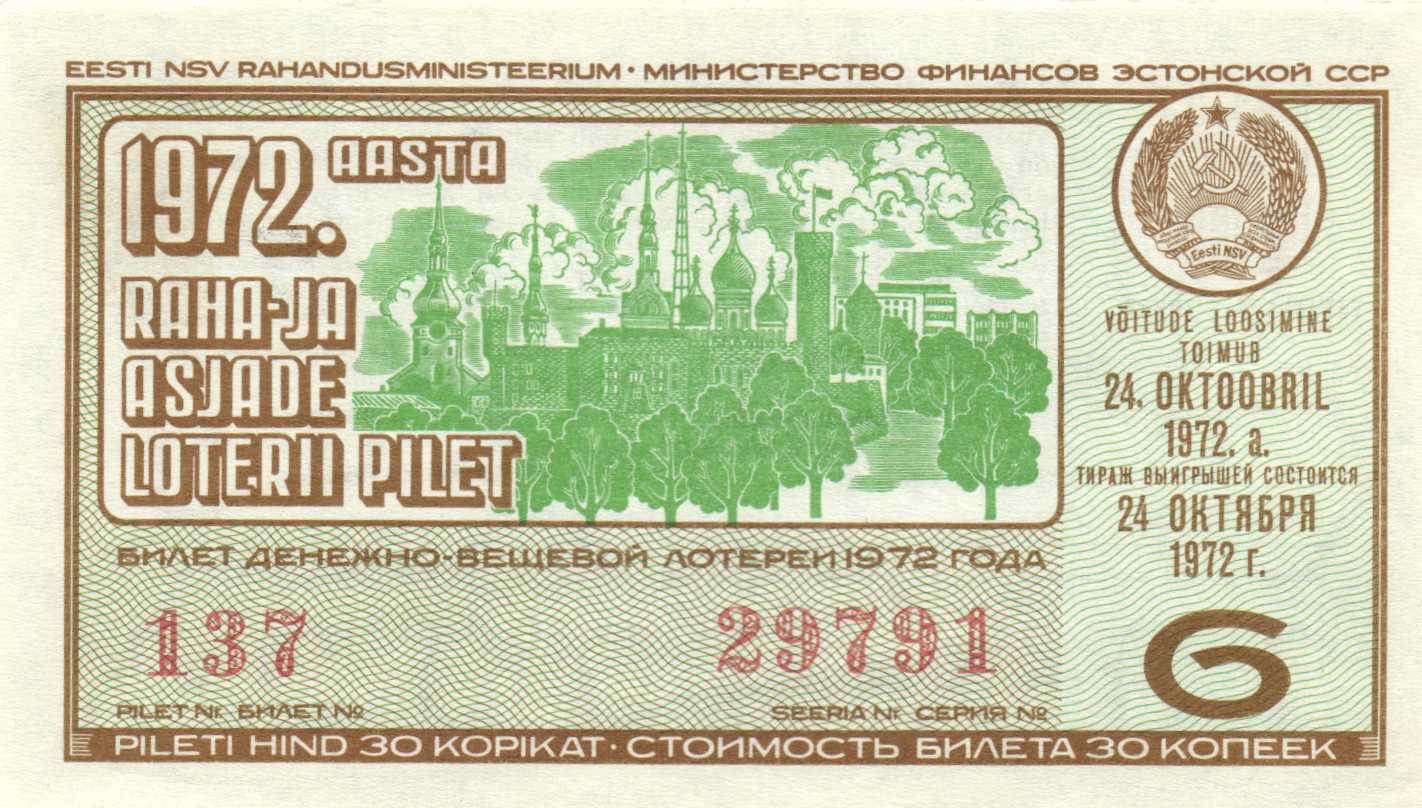 EESTI NSV RAHANDUSMINISTEERIUM · МИНИСТЕРСТВО ФИНАНСОВ ЭСТОНСКОЙ ССР
1972. AASTA
RAHA-JA
ASJADE
LOTERII PILET
Eesti NSV
VÕITUDE LOOSIMINE
TOIMUB
24. OKTOOBRIL
1972. a.
ТИРАЖ ВЫИГРЫШЕЙ СОСТОИТСЯ
24 ОКТЯБРЯ
1972 г.
БИЛЕТ ДЕНЕЖНО-ВЕЩЕВОЙ ЛОТЕРЕИ 1972 ГОДА
137 29791
6
PILET Nr. БИЛЕТ № SEERIA Nr СЕРИЯ №
PILETI HIND 30 KOPIKAT · СТОИМОСТЬ БИЛЕТА 30 КОПЕЕК